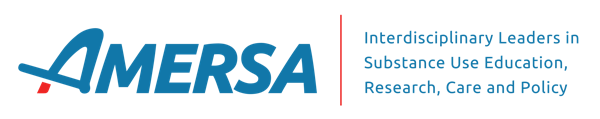 AMERSA
Interdisciplinary Leaders in
Substance Use Education,
Research, Care and Policy